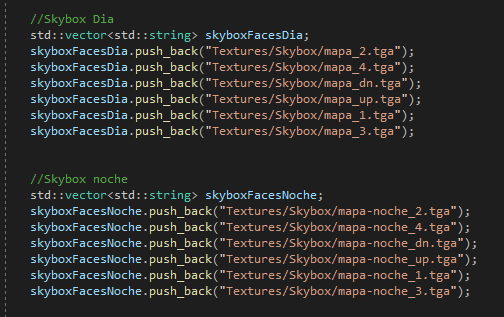 //Skybox Dia
std::vector<std::string> skyboxFacesDia;
skyboxFacesDia.push_back("Textures/Skybox/mapa_2.tga");
skyboxFacesDia.push_back("Textures/Skybox/mapa_4.tga");
skyboxFacesDia.push_back("Textures/Skybox/mapa_dn.tga");
skyboxFacesDia.push_back("Textures/Skybox/mapa_up.tga");
skyboxFacesDia.push_back("Textures/Skybox/mapa_1.tga");
skyboxFacesDia.push_back("Textures/Skybox/mapa_3.tga");
//Skybox noche
std::vector<std::string> skyboxFacesNoche;
skyboxFacesNoche.push_back("Textures/Skybox/mapa-noche_2.tga");
skyboxFacesNoche.push_back("Textures/Skybox/mapa-noche_4.tga");
skyboxFacesNoche.push_back("Textures/Skybox/mapa-noche_dn.tga");
skyboxFacesNoche.push_back("Textures/Skybox/mapa-noche_up.tga");
skyboxFacesNoche.push_back("Textures/Skybox/mapa-noche_1.tga");
skyboxFacesNoche.push_back("Textures/Skybox/mapa-noche_3.tga");